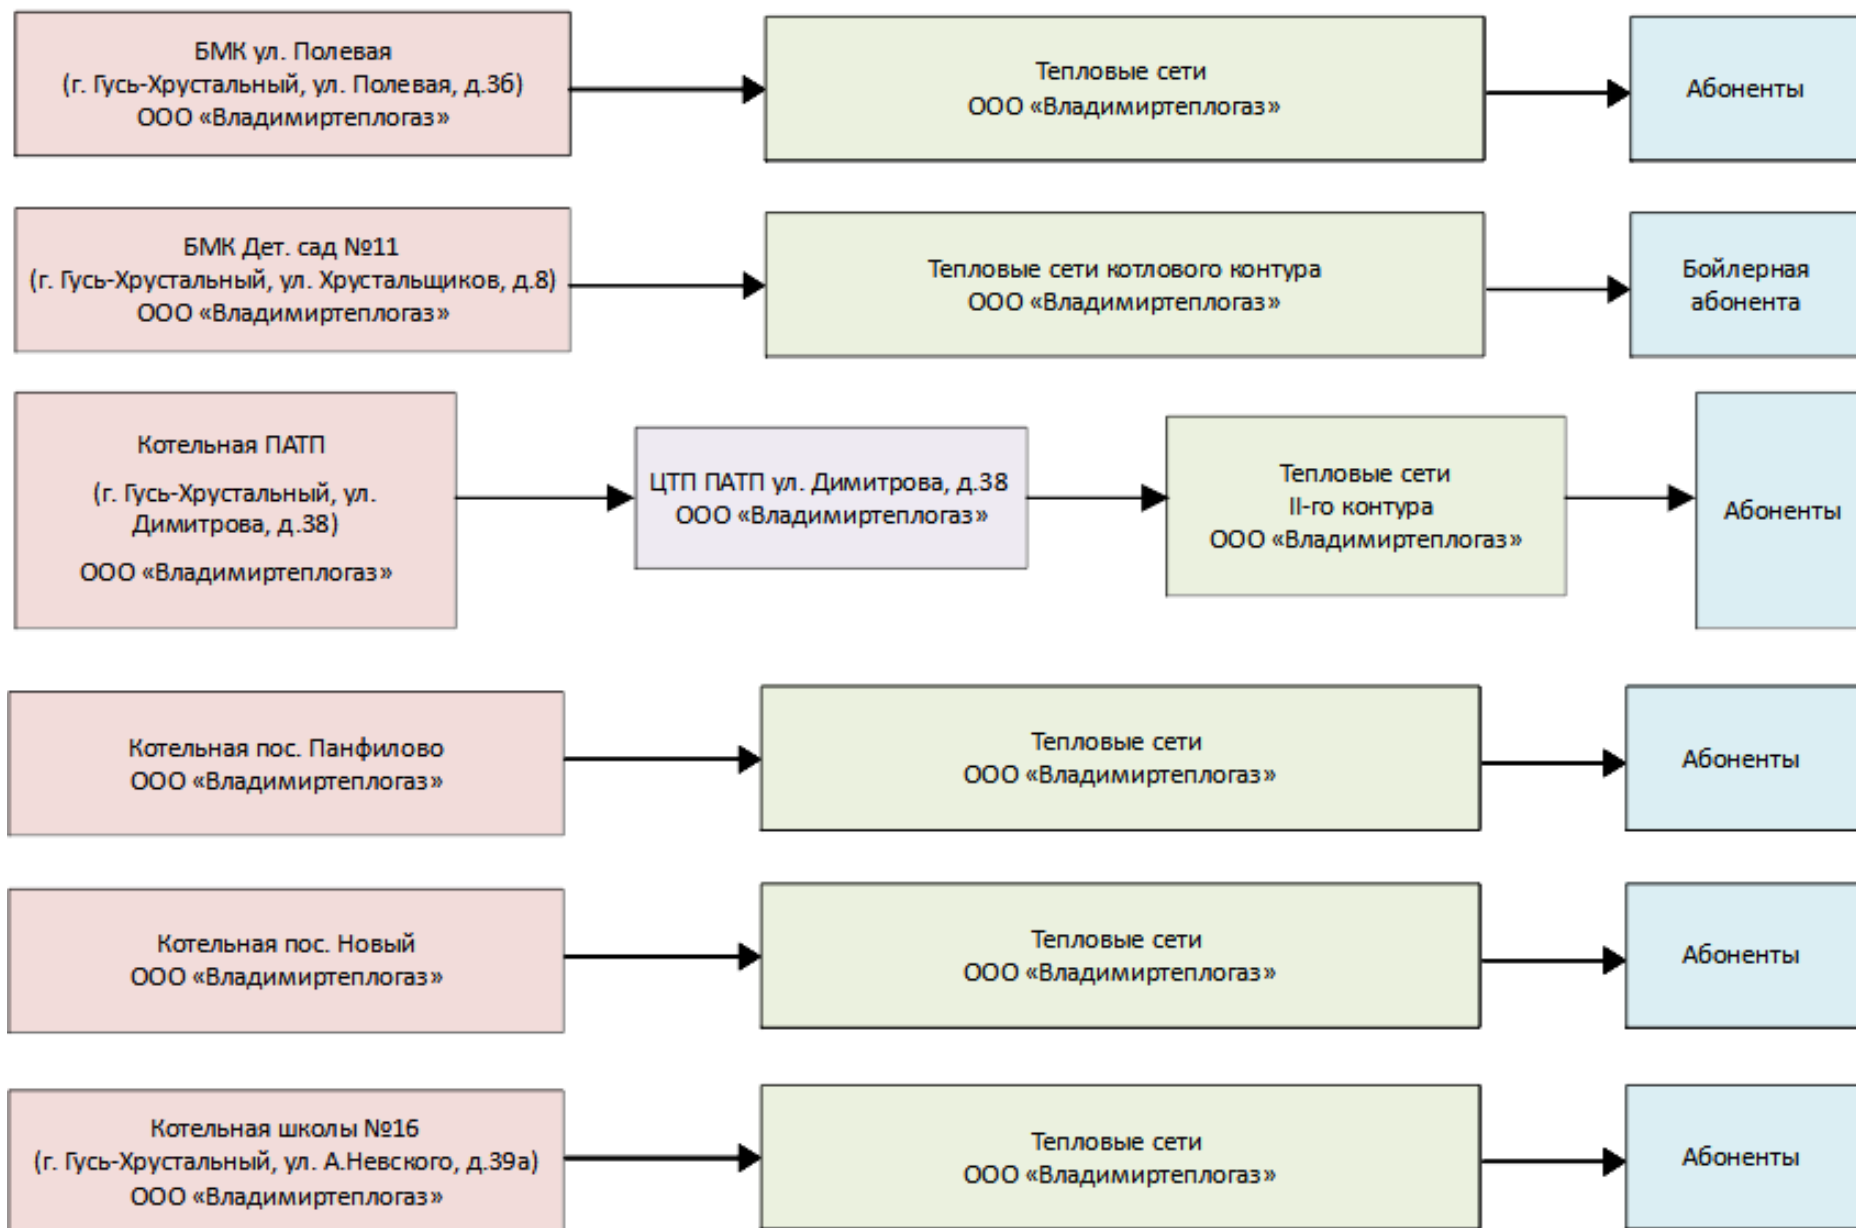 БМК ул. Полевая
(г. Гусь-Хрустальный, ул. Полевая, д.3б)
ООО «Владимиртеплогаз»
Тепловые сети
ООО «Владимиртеплогаз»
Абоненты
БМК Дет. сад №11
(г. Гусь-Хрустальный, ул. Хрустальщиков, д.8)
ООО «Владимиртеплогаз»
Тепловые сети котлового контура
ООО «Владимиртеплогаз»
Бойлерная
абонента
Котельная ПАТП
(г. Гусь-Хрустальный, ул.
Димитрова, д.38)
ООО «Владимиртеплогаз»
ЦТП ПАТП ул. Димитрова, д.38
ООО «Владимиртеплогаз»
Тепловые сети
II-го контура
ООО «Владимиртеплогаз»
Абоненты
Котельная пос. Панфилово
ООО «Владимиртеплогаз»
Тепловые сети
ООО «Владимиртеплогаз»
Абоненты
Котельная пос. Новый
ООО «Владимиртеплогаз»
Тепловые сети
ООО «Владимиртеплогаз»
Абоненты
Котельная школы №16
(г. Гусь-Хрустальный, ул. А.Невского, д.39а)
ООО «Владимиртеплогаз»
Тепловые сети
ООО «Владимиртеплогаз»
Абоненты